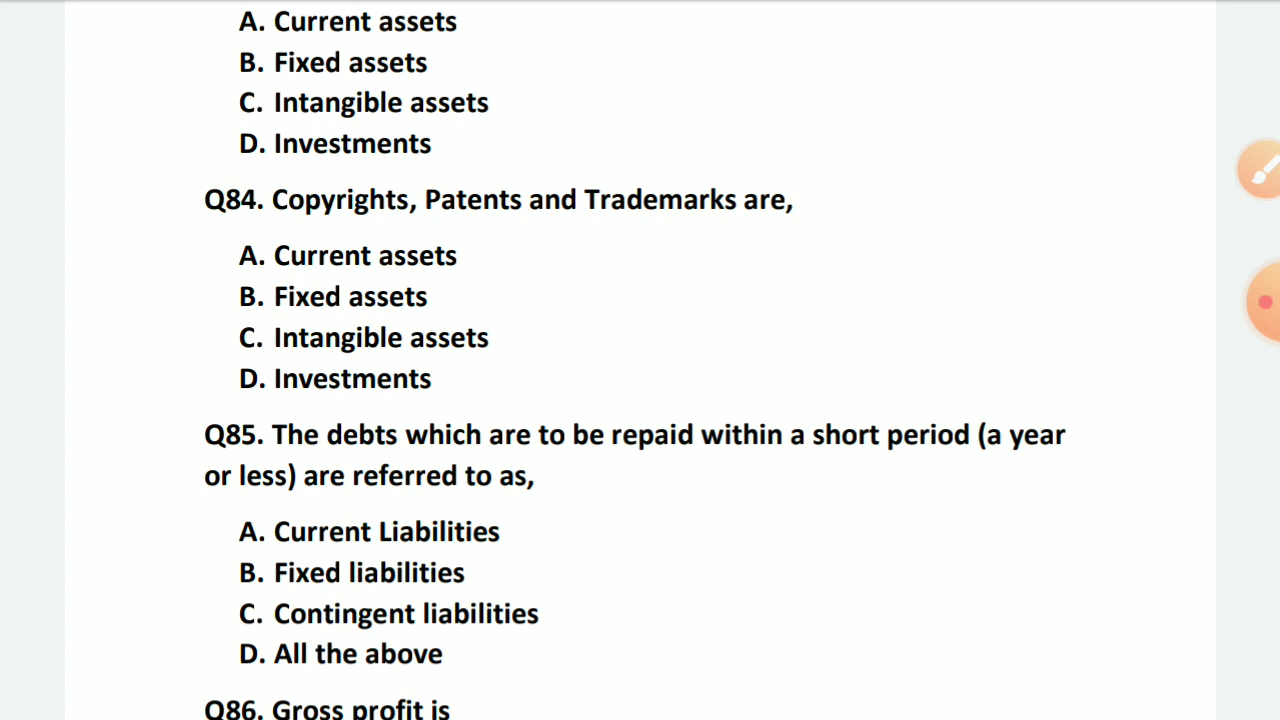 A. Current assets
B. Fixed assets
C. Intangible assets
D. Investments
Q84. Copyrights, Patents and Trademarks are,
A. Current assets
B. Fixed assets
C. Intangible assets
D. Investments
Q85. The debts which are to be repaid within a short period (a year
or less) are referred to as,
A. Current Liabilities
B. Fixed liabilities
C. Contingent liabilities
D. All the above
Q86. Gross profit is